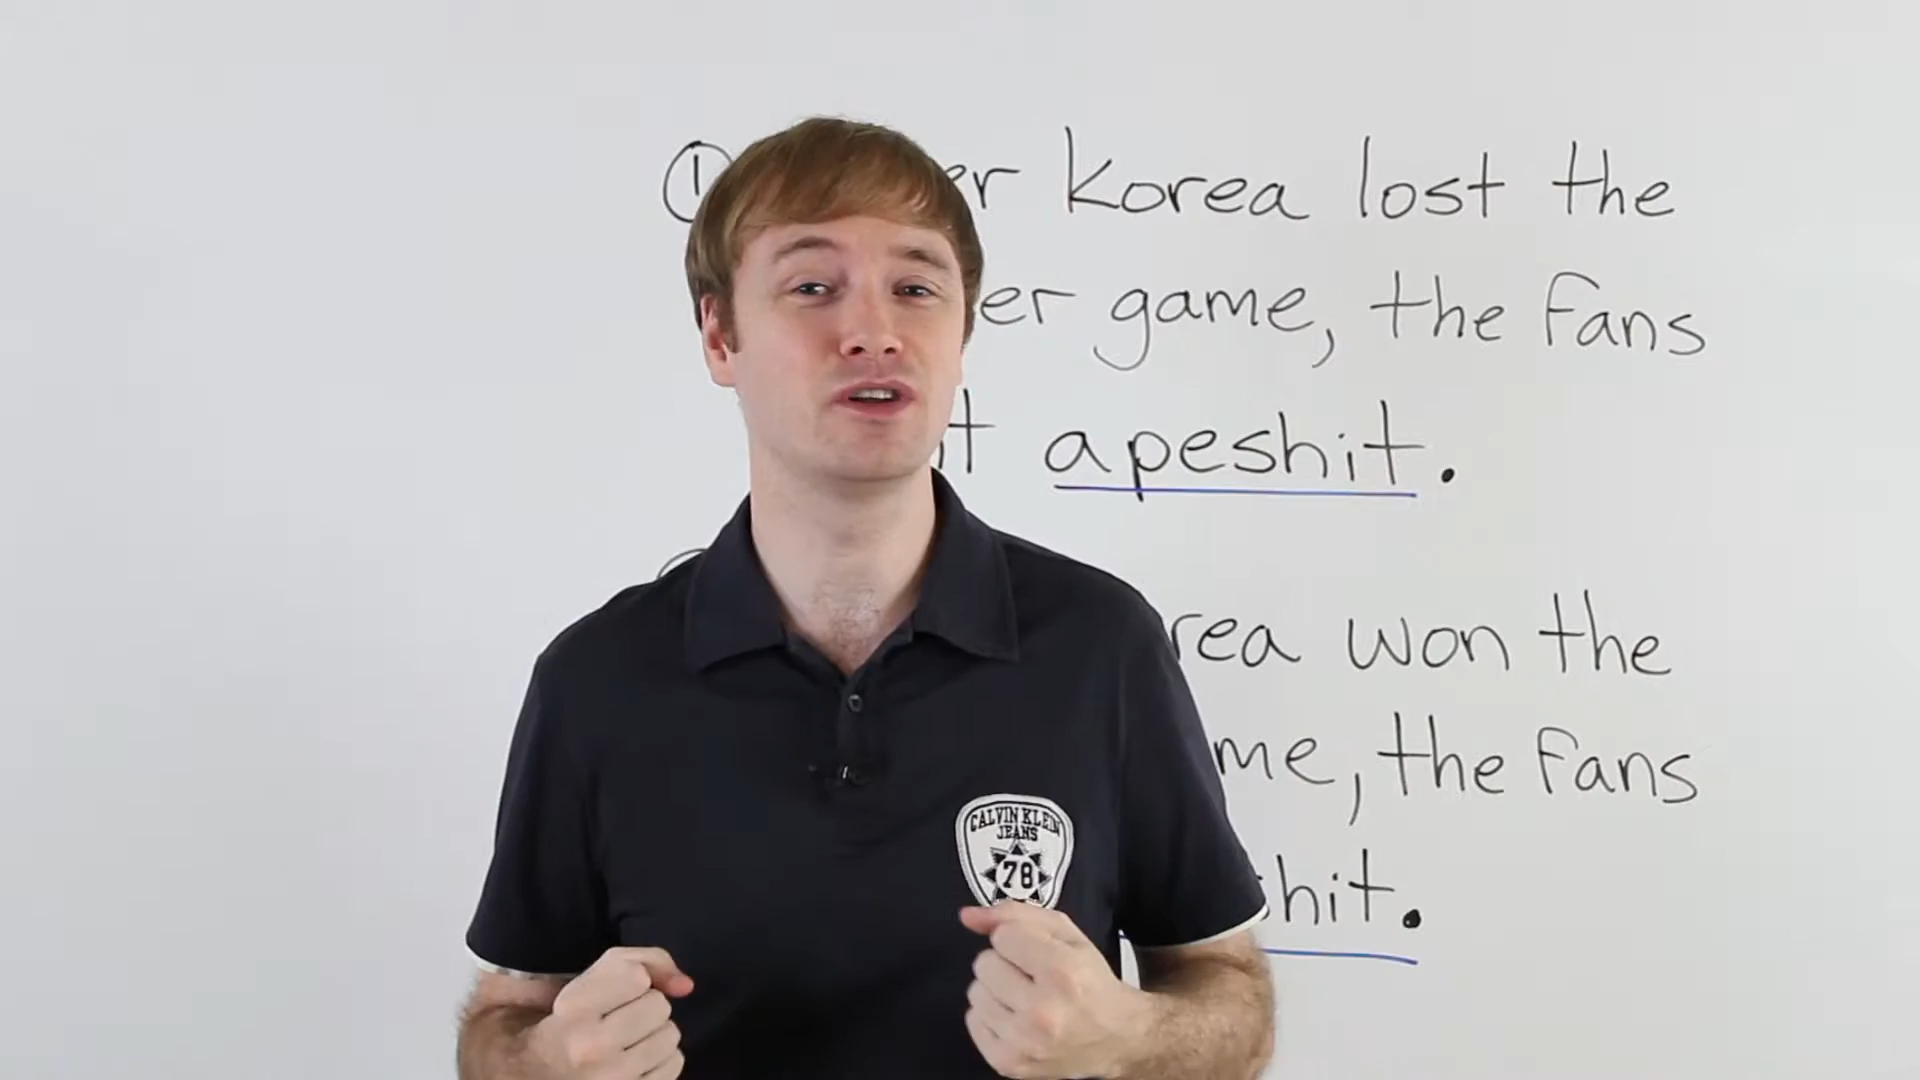 ① er Korea lost the
er game, the fans
t apeshit.
rea won the
me, the fans
hit.
CALVIN KLEIN
JEANS
78